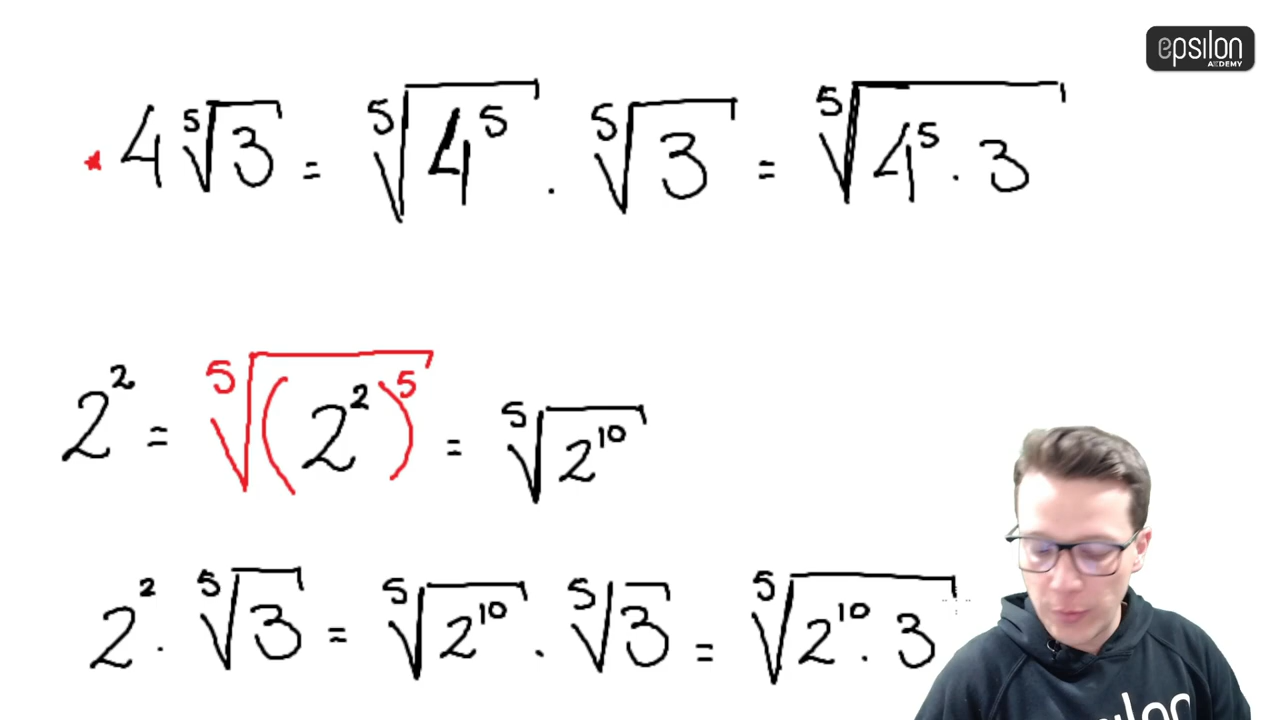 epsilon
AXDEMY
* 4 ⁵√3 = ⁵√4⁵ . ⁵√3 = ⁵√(4⁵ . 3)
2² = ⁵√(2²)⁵ = ⁵√2¹⁰
2² . ⁵√3 = ⁵√2¹⁰ . ⁵√3 = ⁵√(2¹⁰ . 3)